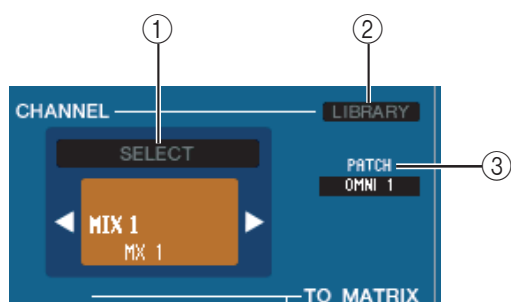 ① ②
CHANNEL LIBRARY
SELECT
PATCH ③
OMNI 1
MIX 1
MX 1
TO MATRIX